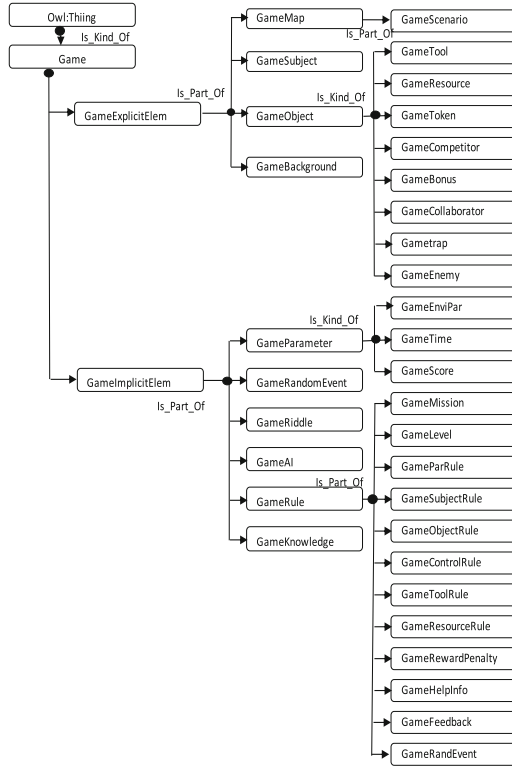 Owl:Thiing
Is_Kind_Of
Game
GameExplicitElem
Is_Part_Of
GameMap
Is_Part_Of
GameScenario
GameSubject
GameObject
Is_Kind_Of
GameBackground
GameTool
GameResource
GameToken
GameCompetitor
GameBonus
GameCollaborator
Gametrap
GameEnemy
GameImplicitElem
Is_Part_Of
GameParameter
Is_Kind_Of
GameEnviPar
GameTime
GameScore
GameRandomEvent
GameRiddle
GameAI
GameRule
Is_Part_Of
GameKnowledge
GameMission
GameLevel
GameParRule
GameSubjectRule
GameObjectRule
GameControlRule
GameToolRule
GameResourceRule
GameRewardPenalty
GameHelpInfo
GameFeedback
GameRandEvent